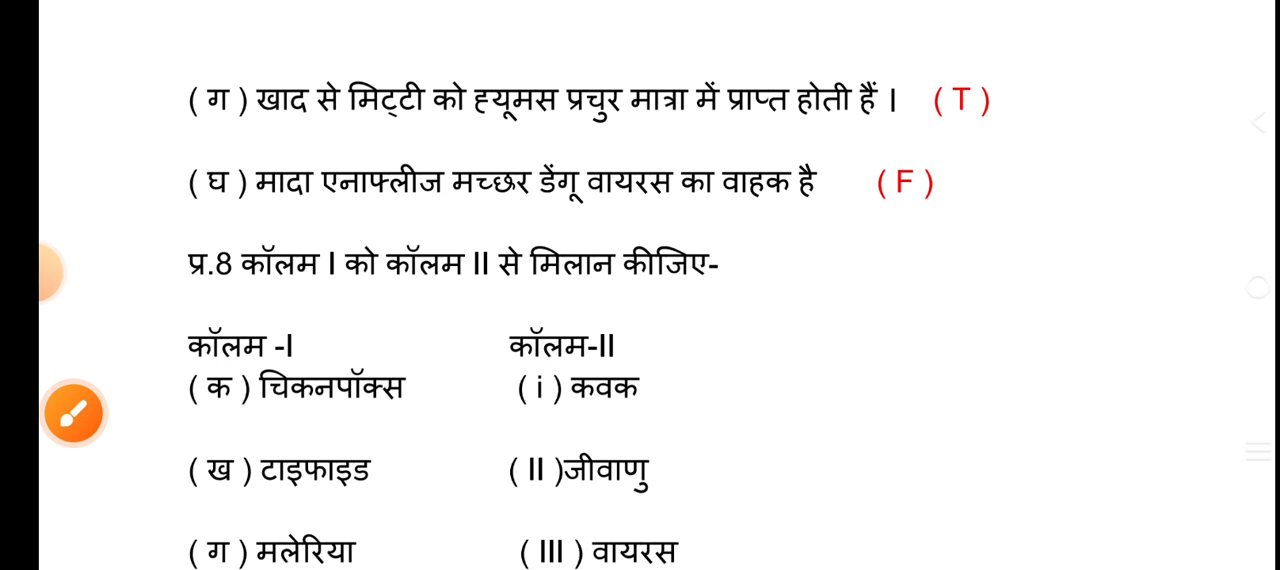 ( ग ) खाद से मिट्टी को ह्यूमस प्रचुर मात्रा में प्राप्त होती हैं । ( T )
( घ ) मादा एनाफ्लीज मच्छर डेंगू वायरस का वाहक है ( F )
प्र.8 कॉलम I को कॉलम II से मिलान कीजिए-
कॉलम -I कॉलम-II
( क ) चिकनपॉक्स ( i ) कवक
( ख ) टाइफाइड ( II )जीवाणु
( ग ) मलेरिया ( III ) वायरस